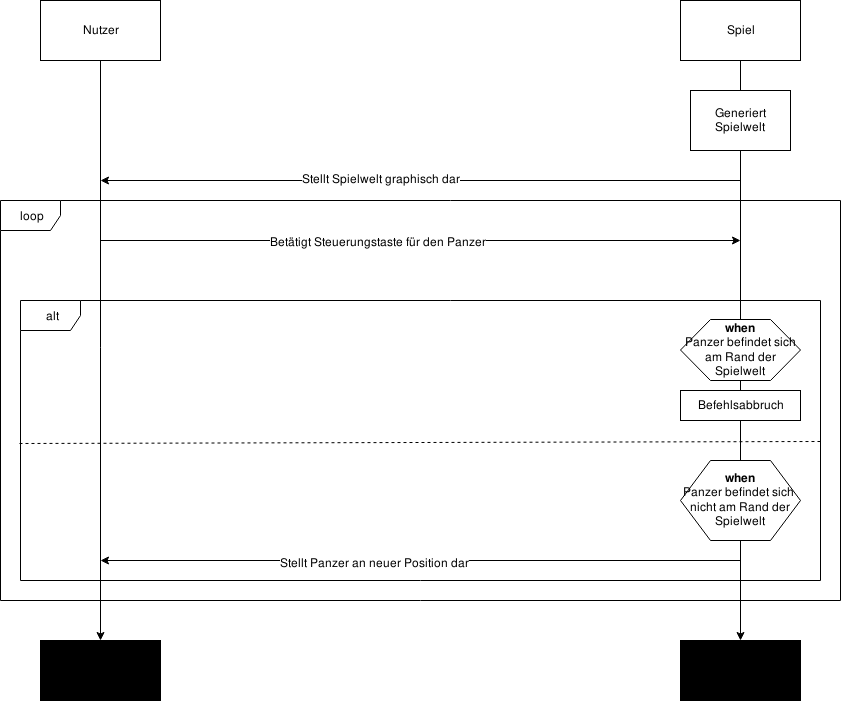 Nutzer
Spiel
Generiert
Spielwelt
Stellt Spielwelt graphisch dar
loop
Betätigt Steuerungstaste für den Panzer
alt
when
Panzer befindet sich
am Rand der
Spielwelt
Befehlsabbruch
when
Panzer befindet sich
nicht am Rand der
Spielwelt
Stellt Panzer an neuer Position dar